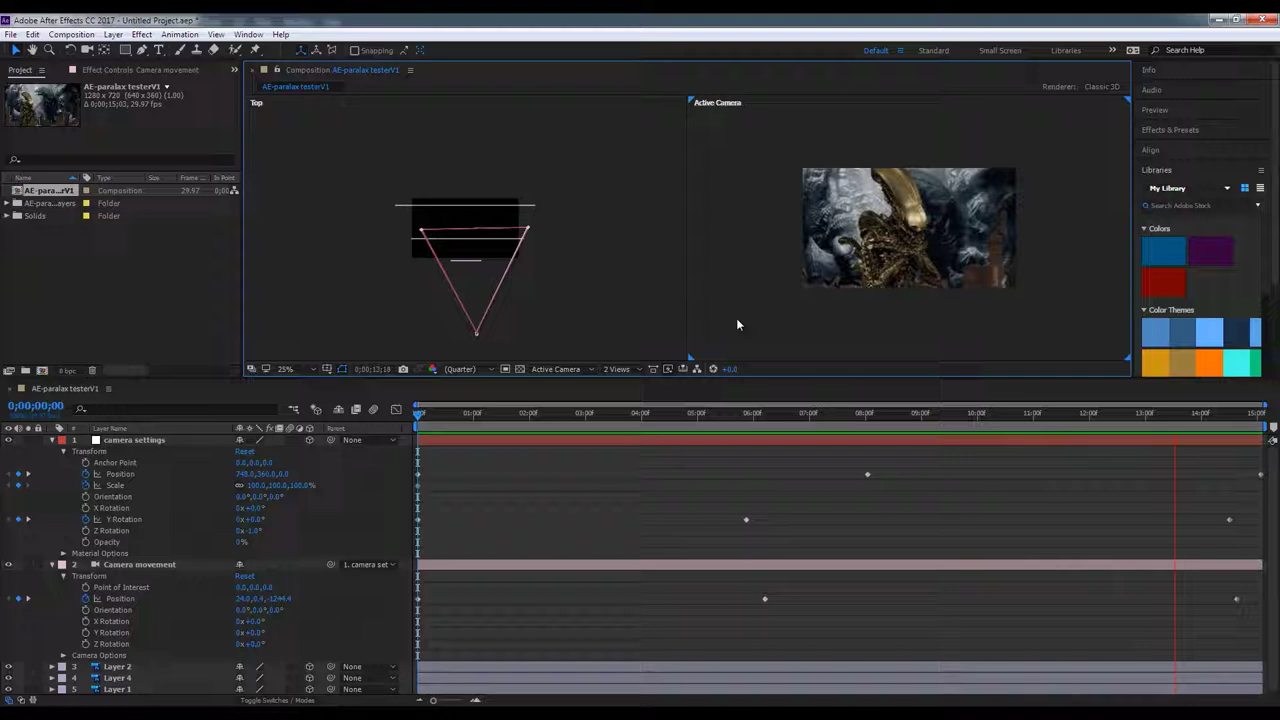 Adobe After Effects CC 2017 - Untitled Project.aep *
File Edit Composition Layer Effect Animation View Window Help
Snapping
Default
Standard
Small Screen
Libraries
Search Help
Project
Effect Controls Camera movement
Composition AE-paralax testerV1
AE-paralax testerV1
1280 x 720 (640 x 360) (1.00)
Δ 0;00;15;03, 29.97 fps
AE-paralax testerV1
Renderer: Classic 3D
Top
Active Camera
Info
Audio
Preview
Effects & Presets
Align
Libraries
My Library
Search Adobe Stock
Colors
Color Themes
Name Type Size Frame ... In Point
AE-para...rV1 Composition 29.97 0;00
AE-para...ayers Folder
Solids Folder
8 bpc
25% 0;00;13;18 (Quarter) Active Camera 2 Views +0.0
AE-paralax testerV1
0;00;00;00
# Layer Name Parent
:00f 01:00f 02:00f 03:00f 04:00f 05:00f 06:00f 07:00f 08:00f 09:00f 10:00f 11:00f 12:00f 13:00f 14:00f 15:00f
1 camera settings None
Transform Reset
Anchor Point 0.0,0.0,0.0
Position 748.0,360.0,0.0
Scale 100.0,100.0,100.0%
Orientation 0.0°,0.0°,0.0°
X Rotation 0x+0.0°
Y Rotation 0x+0.0°
Z Rotation 0x-1.0°
Opacity 0%
Material Options
2 Camera movement 1. camera set
Transform Reset
Point of Interest 0.0,0.0,0.0
Position 24.0,0.4,-1244.4
Orientation 0.0°,0.0°,0.0°
X Rotation 0x+0.0°
Y Rotation 0x+0.0°
Z Rotation 0x+0.0°
Camera Options
3 Layer 2 None
4 Layer 4 None
5 Layer 1 None
Toggle Switches / Modes